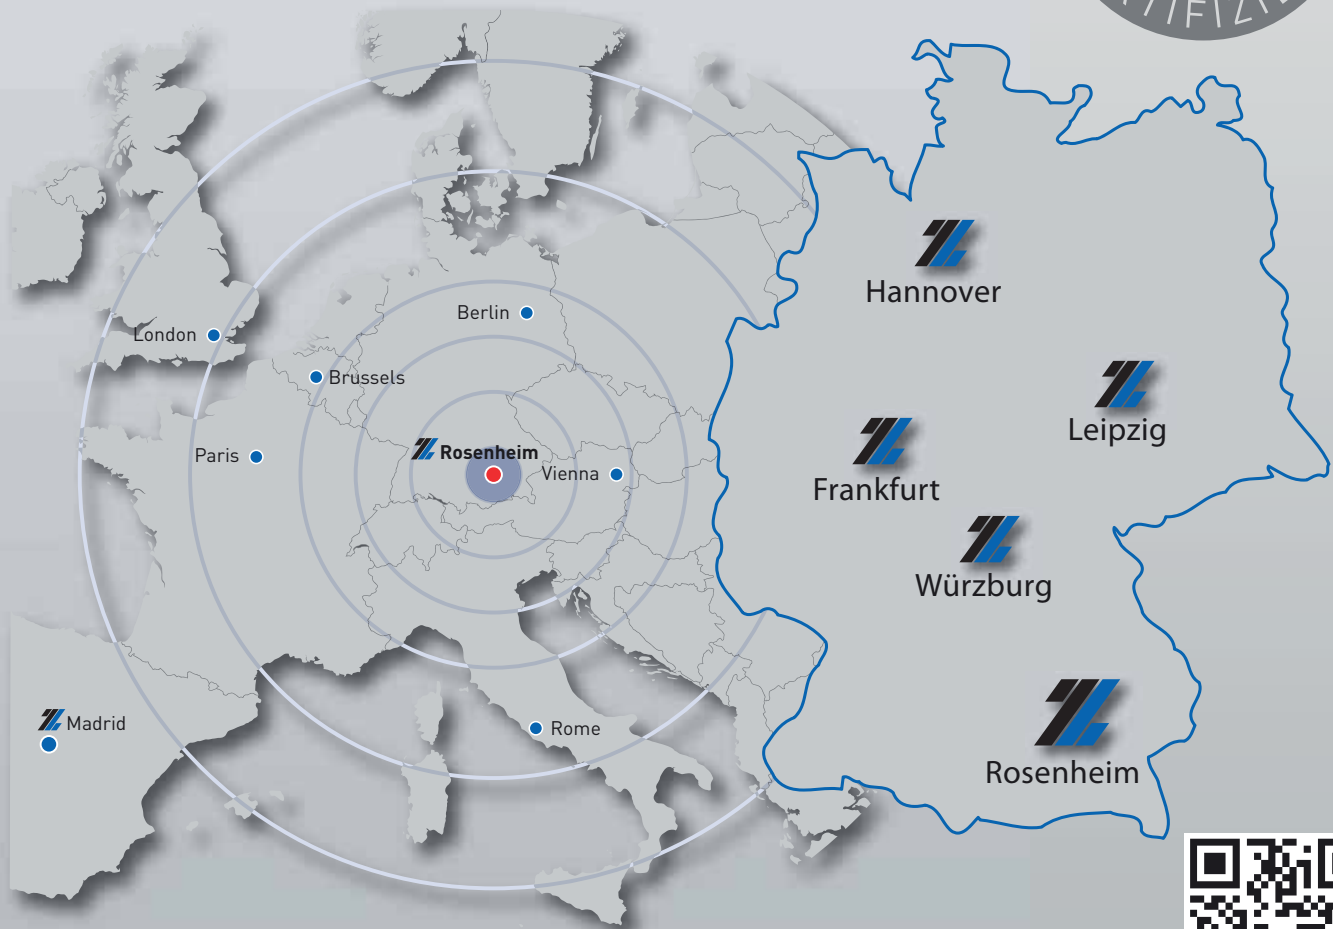 Hannover
Berlin
London
Brussels
Leipzig
Rosenheim
Paris
Vienna
Frankfurt
Würzburg
Madrid
Rome
Rosenheim